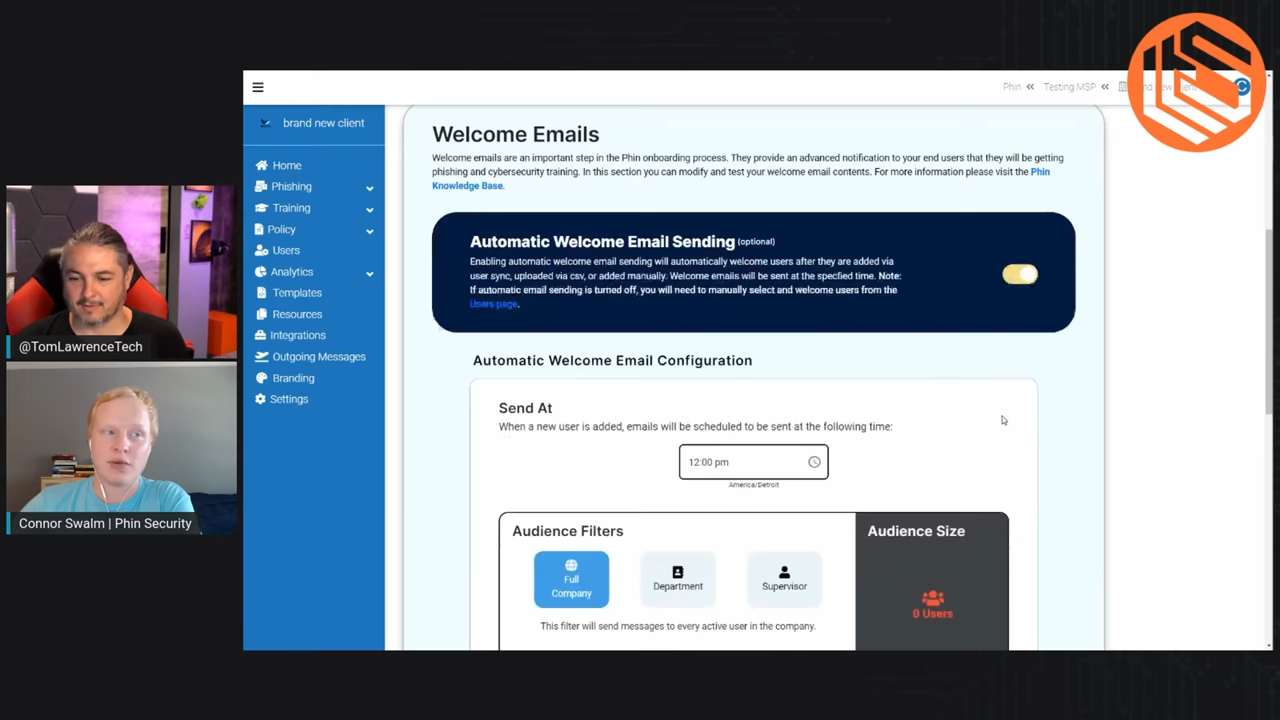 Phin
Testing MSP
brand new client
Home
Phishing
Training
Policy
Users
Analytics
Templates
Resources
Integrations
Outgoing Messages
Branding
Settings
Welcome Emails
Welcome emails are an important step in the Phin onboarding process. They provide an advanced notification to your end users that they will be getting
phishing and cybersecurity training. In this section you can modify and test your welcome email contents. For more information please visit the Phin
Knowledge Base.
Automatic Welcome Email Sending (optional)
Enabling automatic welcome email sending will automatically welcome users after they are added via
user sync, uploaded via csv, or added manually. Welcome emails will be sent at the specfied time. Note:
If automatic email sending is turned off, you will need to manually select and welcome users from the
Users page.
Automatic Welcome Email Configuration
Send At
When a new user is added, emails will be scheduled to be sent at the following time:
12:00 pm
America/Detroit
Audience Filters
Full
Company
Department
Supervisor
This filter will send messages to every active user in the company.
Audience Size
0 Users
@TomLawrenceTech
Connor Swalm | Phin Security